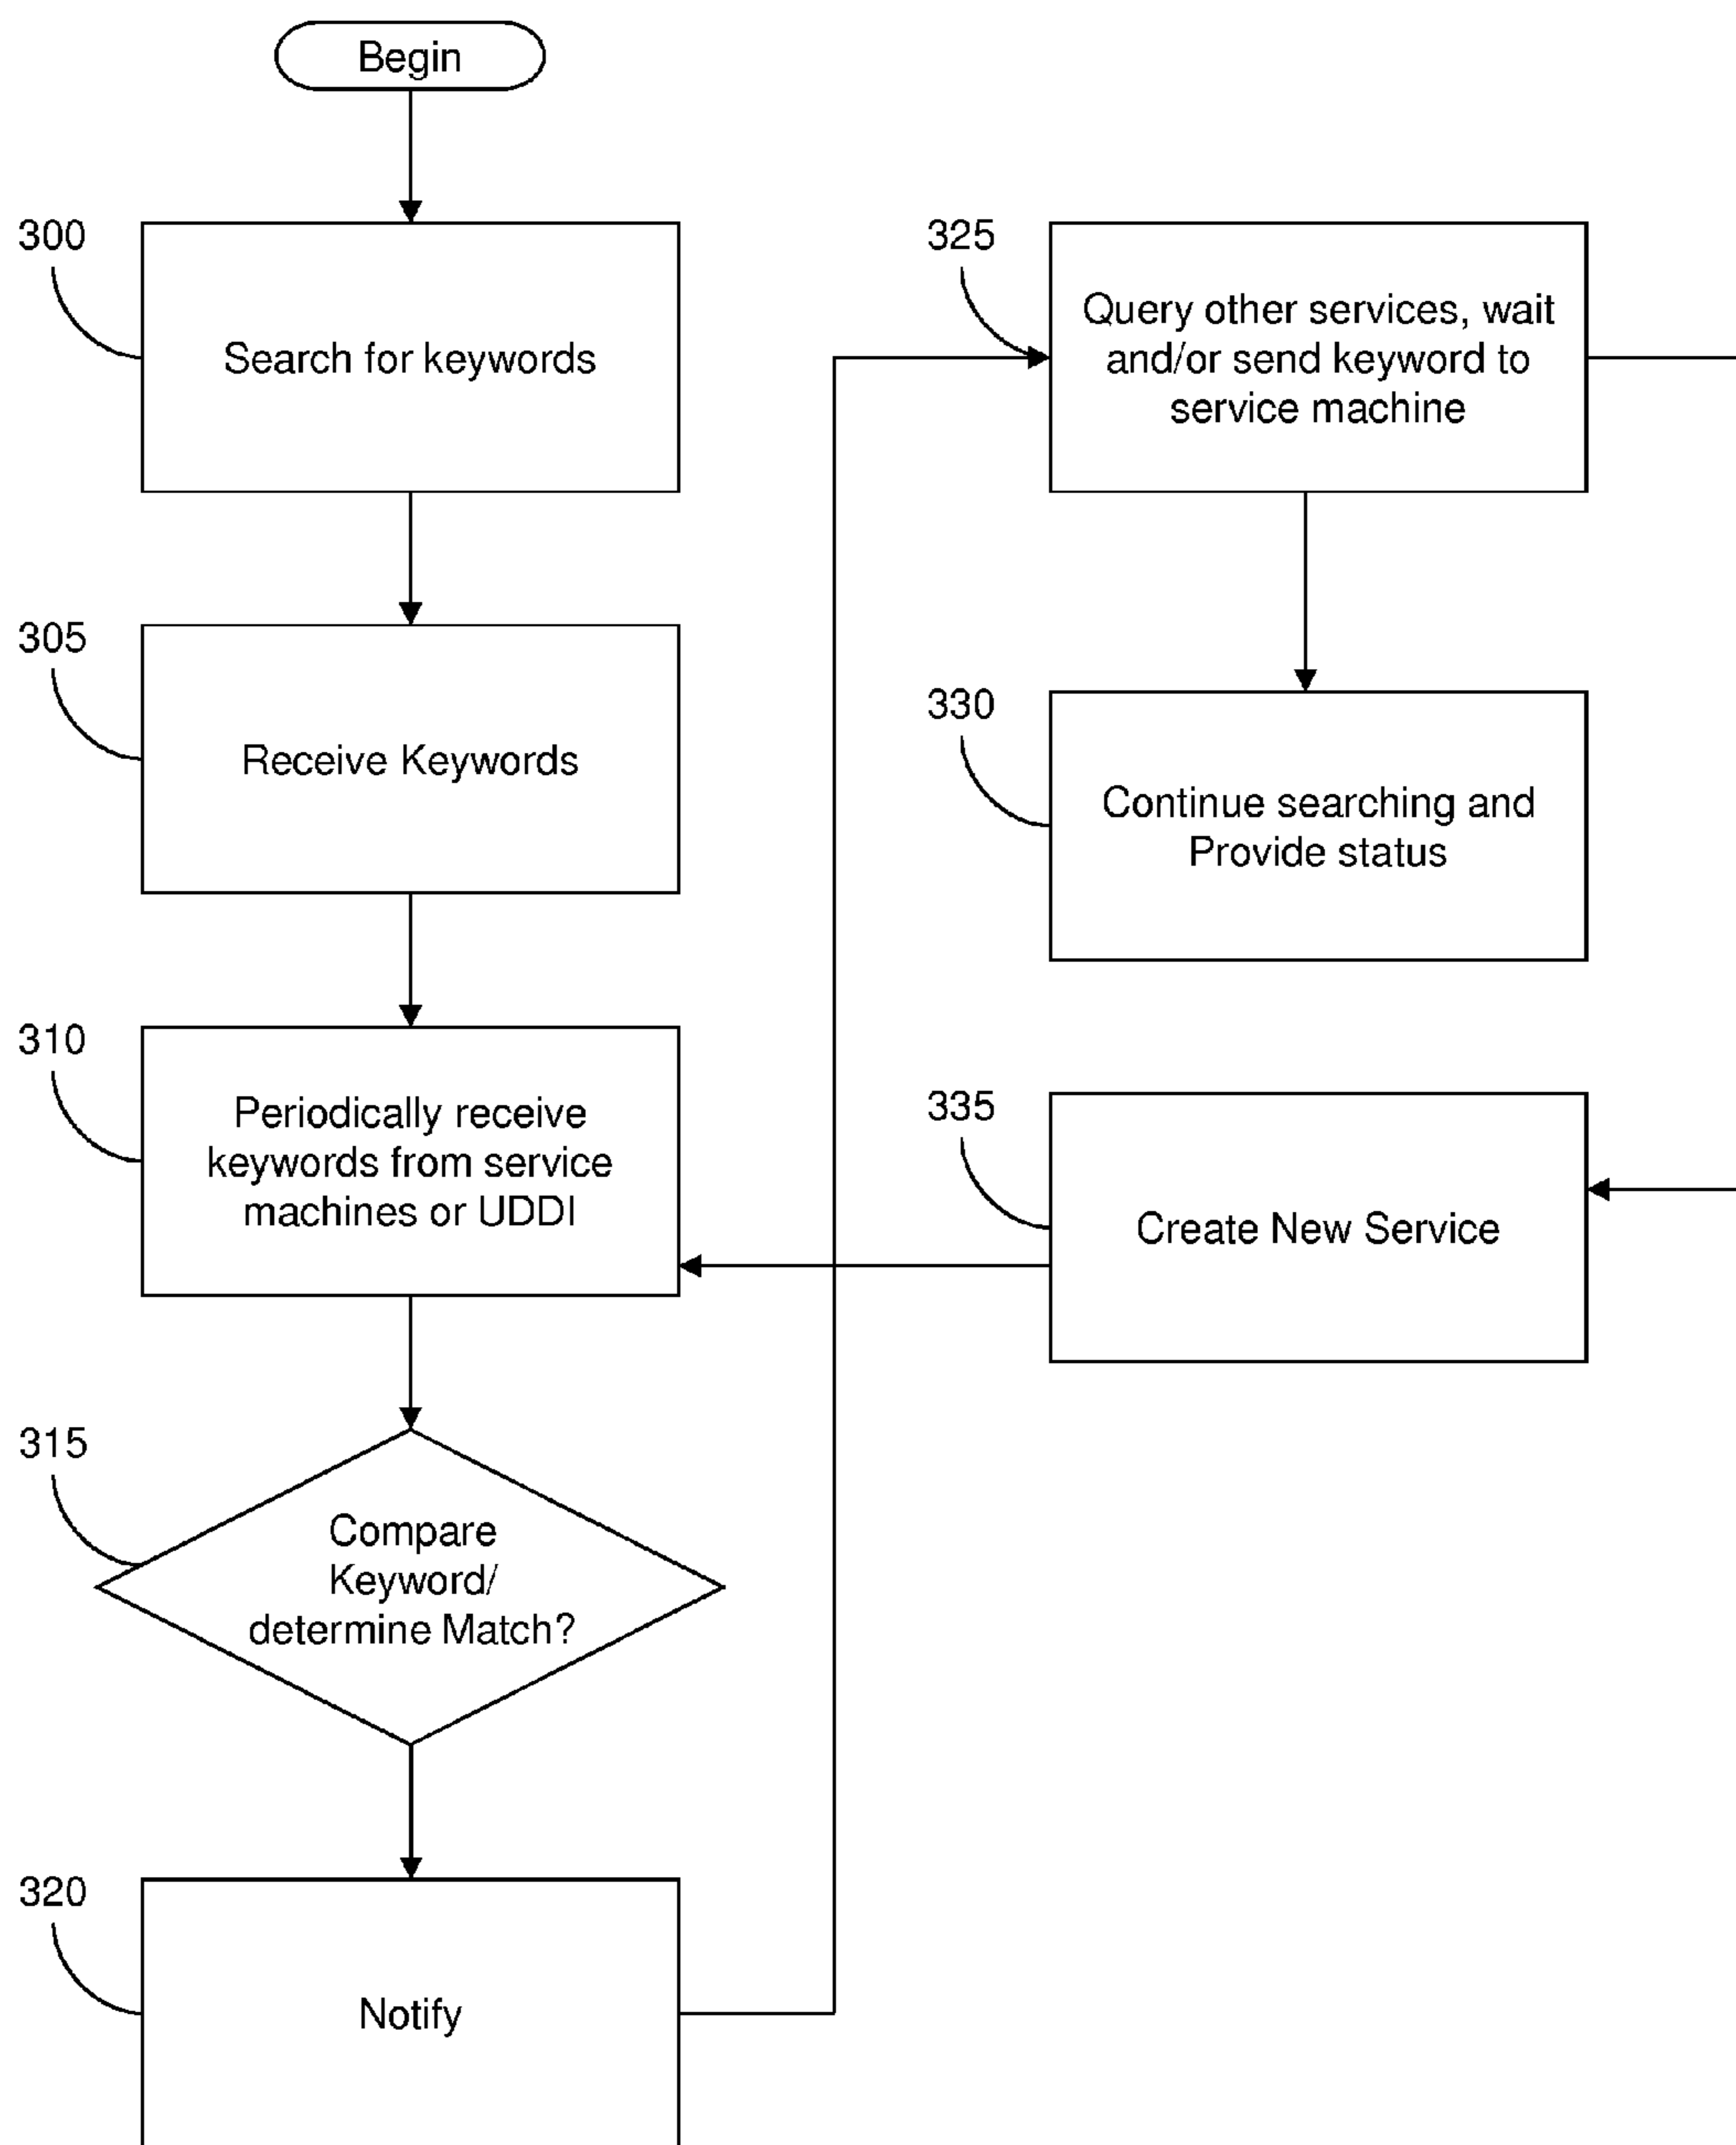 Begin
300
Search for keywords
305
Receive Keywords
310
Periodically receive
keywords from service
machines or UDDI
315
Compare
Keyword/
determine Match?
320
Notify
325
Query other services, wait
and/or send keyword to
service machine
330
Continue searching and
Provide status
335
Create New Service